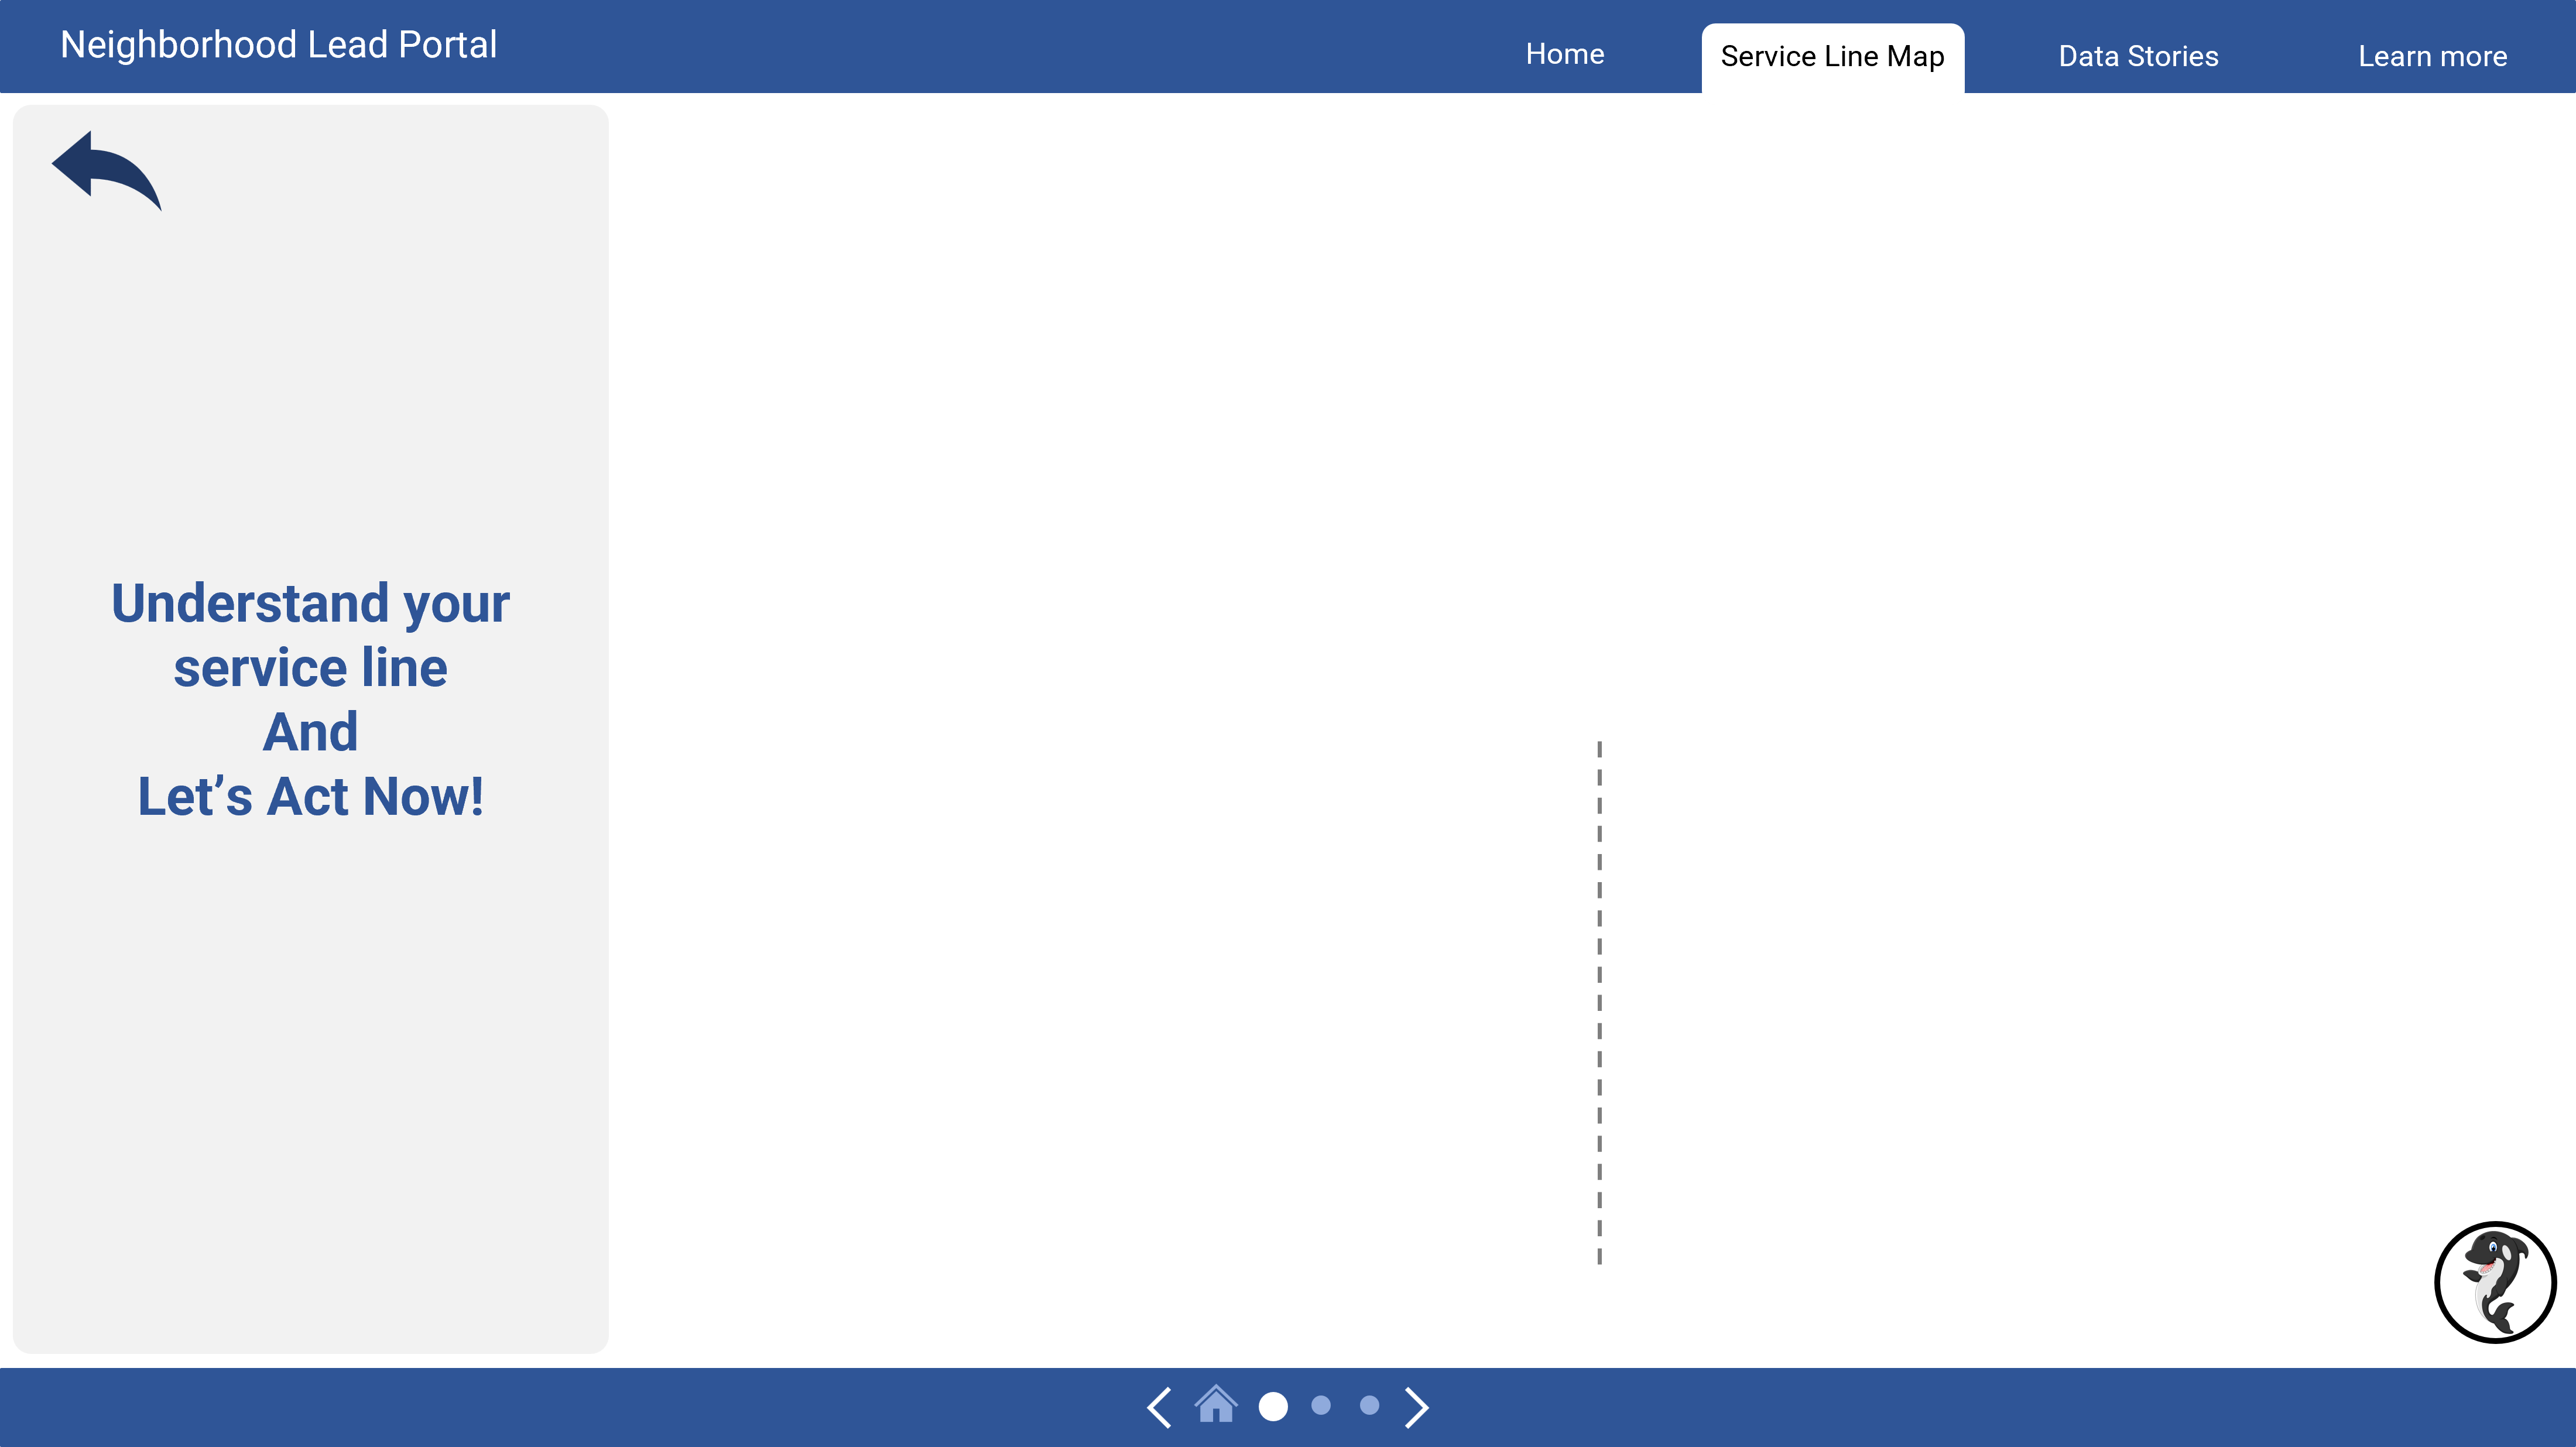 Neighborhood Lead Portal
Home
Service Line Map
Data Stories
Learn more
Understand your
service line
And
Let’s Act Now!